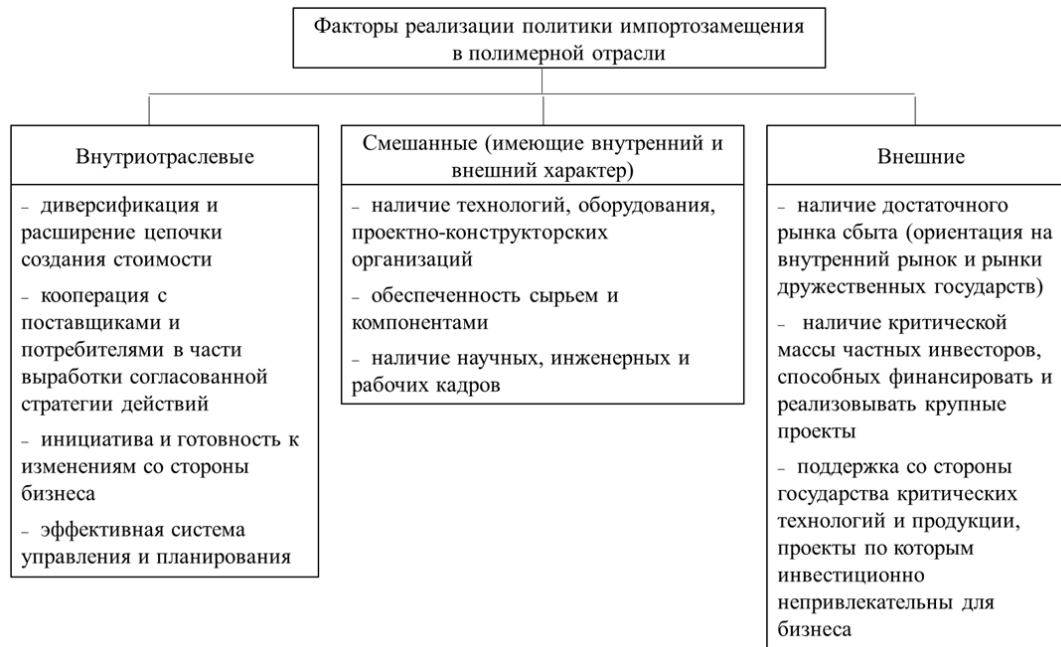 Факторы реализации политики импортозамещения
в полимерной отрасли
Внутриотраслевые
– диверсификация и
расширение цепочки
создания стоимости
– кооперация с
поставщиками и
потребителями в части
выработки согласованной
стратегии действий
– инициатива и готовность к
изменениям со стороны
бизнеса
– эффективная система
управления и планирования
Смешанные (имеющие внутренний и
внешний характер)
– наличие технологий, оборудования,
проектно-конструкторских
организаций
– обеспеченность сырьем и
компонентами
– наличие научных, инженерных и
рабочих кадров
Внешние
– наличие достаточного
рынка сбыта (ориентация на
внутренний рынок и рынки
дружественных государств)
– наличие критической
массы частных инвесторов,
способных финансировать и
реализовывать крупные
проекты
– поддержка со стороны
государства критических
технологий и продукции,
проекты по которым
инвестиционно
непривлекательны для
бизнеса